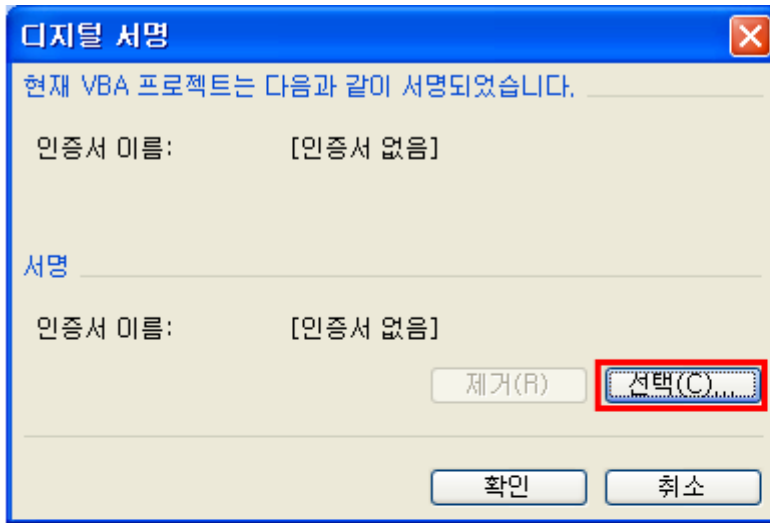 디지털 서명
현재 VBA 프로젝트는 다음과 같이 서명되었습니다.
인증서 이름: [인증서 없음]
서명
인증서 이름: [인증서 없음]
제거(R) 선택(C)...
확인 취소